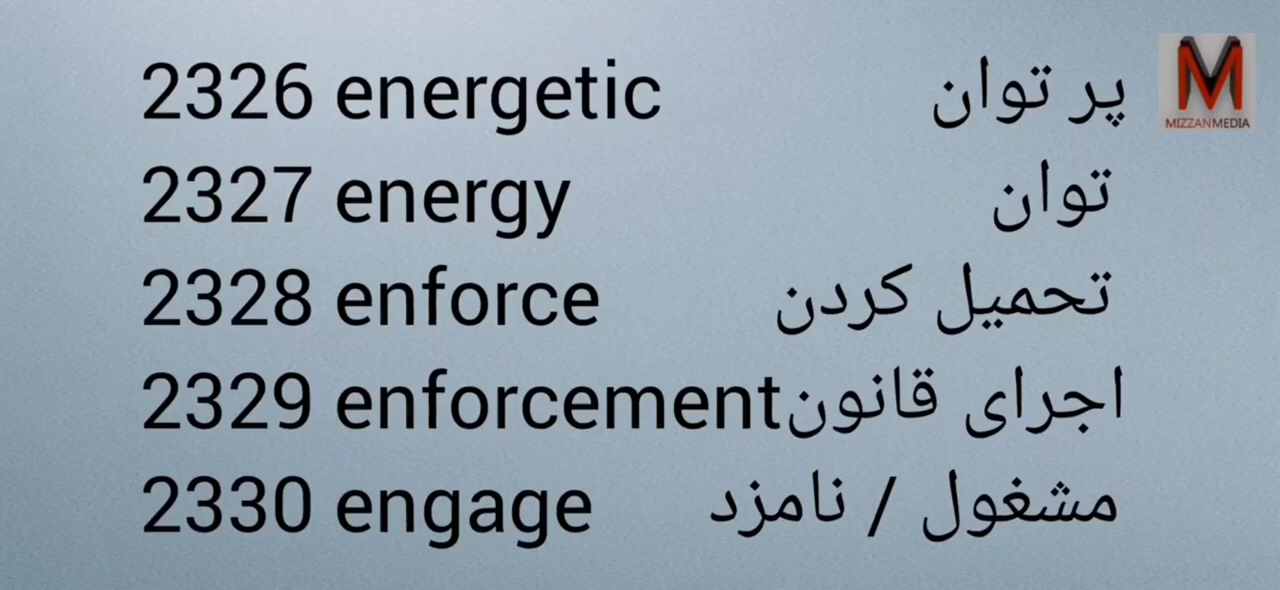 2326 energetic پر توان
2327 energy توان
2328 enforce تحمیل کردن
2329 enforcement اجرای قانون
2330 engage مشغول / نامزد
MIZZANMEDIA